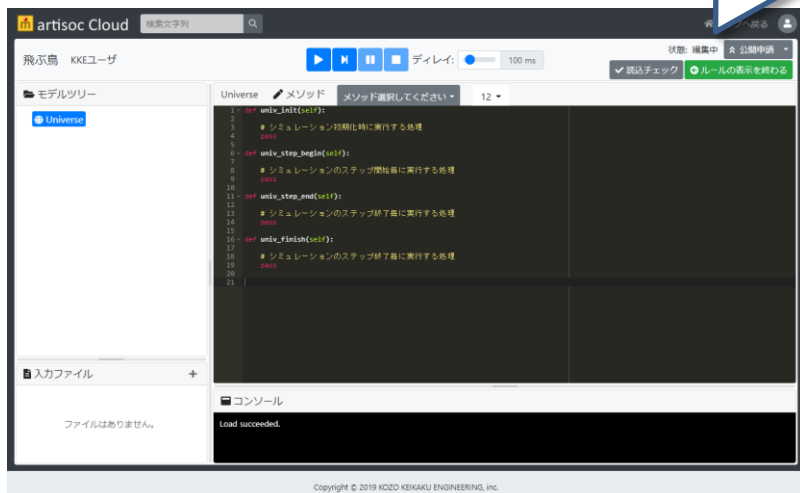 artisoc Cloud 検索文字列 へ戻る
飛ぶ鳥 KKEユーザ ディレイ: 100 ms 状態: 編集中 公開申請
読込チェック ルールの表示を終わる
モデルツリー Universe メソッド メソッド選択してください 12
Universe
1 def univ_init(self):
2
3 # シミュレーション初期化時に実行する処理
4 pass
5
6 def univ_step_begin(self):
7
8 # シミュレーションのステップ開始毎に実行する処理
9 pass
10
11 def univ_step_end(self):
12
13 # シミュレーションのステップ終了毎に実行する処理
14 pass
15
16 def univ_finish(self):
17
18 # シミュレーションのステップ終了毎に実行する処理
19 pass
20
21
入力ファイル +
ファイルはありません。
コンソール
Load succeeded.
Copyright © 2019 KOZO KEIKAKU ENGINEERING, inc.